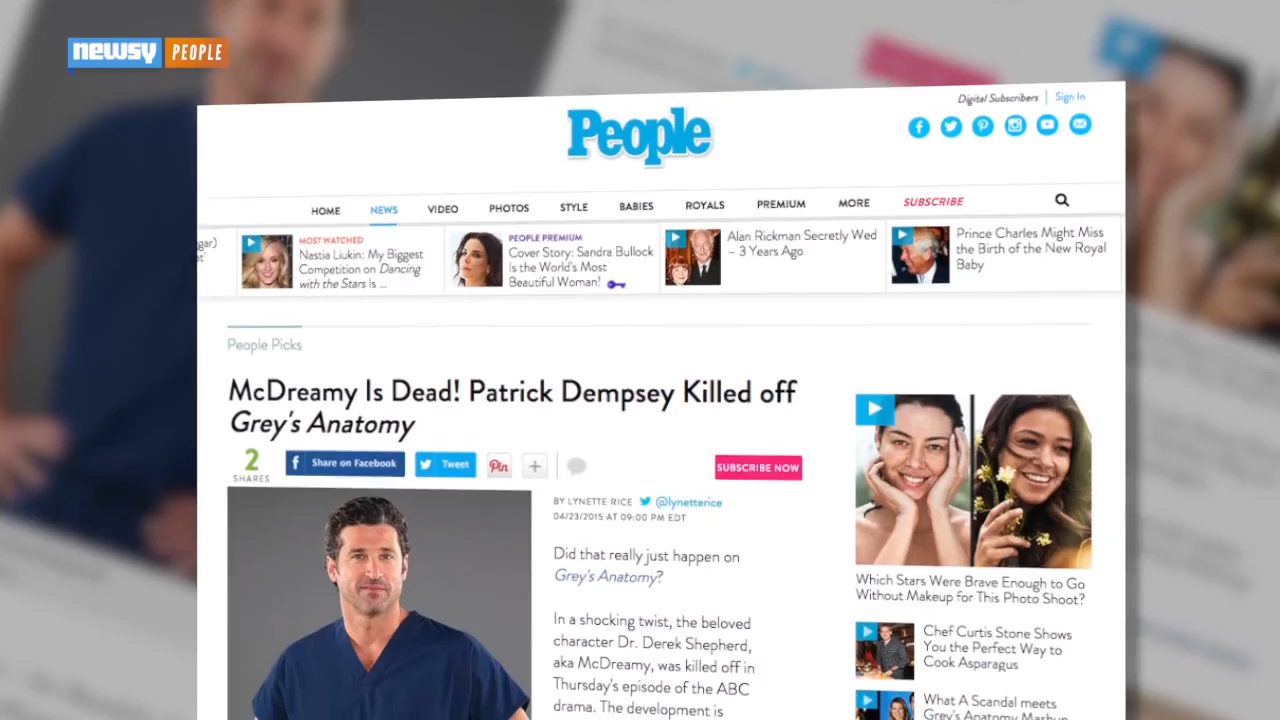 newsy PEOPLE
Digital Subscribers | Sign In
People
HOME NEWS VIDEO PHOTOS STYLE BABIES ROYALS PREMIUM MORE SUBSCRIBE
gar)
MOST WATCHED
Nastia Liukin: My Biggest
Competition on Dancing
with the Stars Is ...
PEOPLE PREMIUM
Cover Story: Sandra Bullock
Is the World's Most
Beautiful Woman!
Alan Rickman Secretly Wed
– 3 Years Ago
Prince Charles Might Miss
the Birth of the New Royal
Baby
People Picks
McDreamy Is Dead! Patrick Dempsey Killed off
Grey's Anatomy
2
SHARES
f Share on Facebook
Tweet
Pin
+
SUBSCRIBE NOW
BY LYNETTE RICE @lynetterice
04/23/2015 AT 09:00 PM EDT
Did that really just happen on
Grey's Anatomy?
In a shocking twist, the beloved
character Dr. Derek Shepherd,
aka McDreamy, was killed off in
Thursday's episode of the ABC
drama. The development is
Which Stars Were Brave Enough to Go
Without Makeup for This Photo Shoot?
Chef Curtis Stone Shows
You the Perfect Way to
Cook Asparagus
What A Scandal meets
Grey's Anatomy Mashup